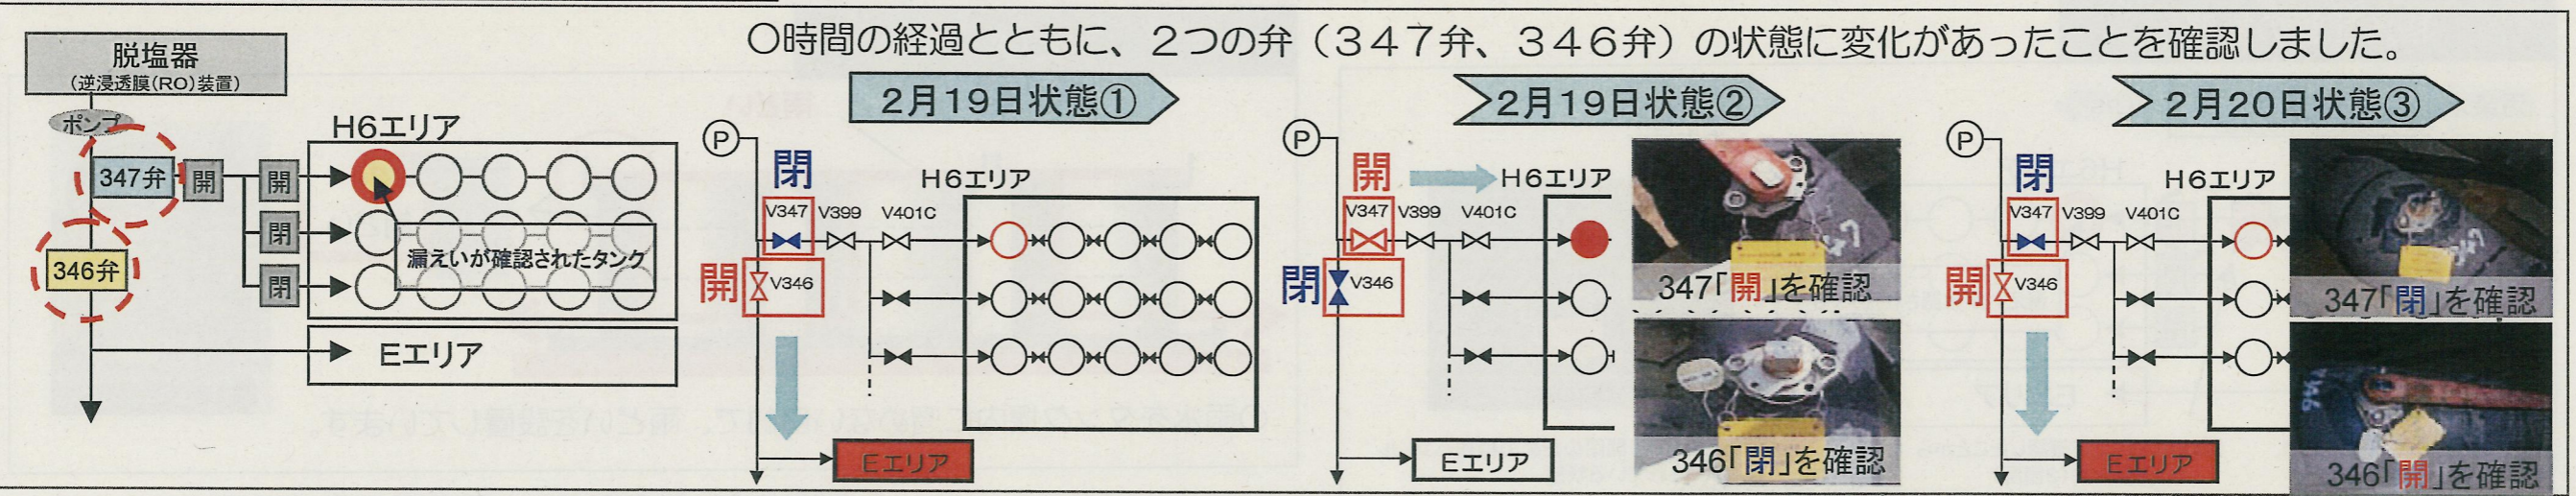 〇時間の経過とともに、２つの弁（３４７弁、３４６弁）の状態に変化があったことを確認しました。
脱塩器
(逆浸透膜(RO)装置)
ポンプ
347弁
開
開
閉
閉
346弁
H6エリア
漏えいが確認されたタンク
Eエリア
2月19日状態①
P
閉
V347
V399
V401C
H6エリア
開
V346
Eエリア
2月19日状態②
P
開
H6エリア
V347
V399
V401C
閉
V346
Eエリア
347
347「開」を確認
346「閉」を確認
2月20日状態③
P
閉
H6エリア
V347
V399
V401C
開
V346
Eエリア
347
347「閉」を確認
346
346「開」を確認